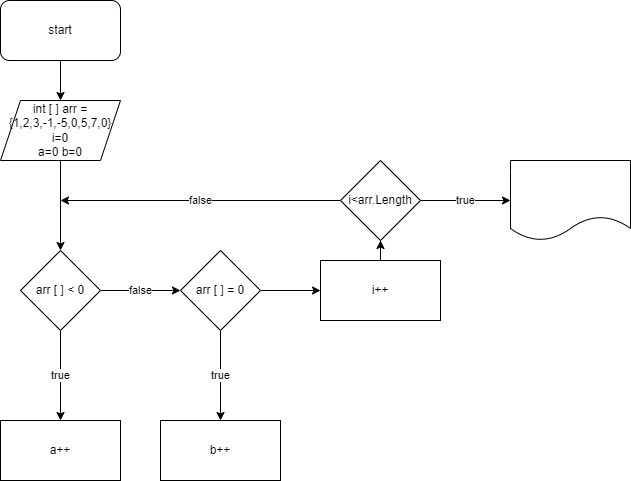 start
int [ ] arr =
{1,2,3,-1,-5,0,5,7,0}
i=0
a=0 b=0
false
i<arr.Length
true
arr [ ] < 0
false
arr [ ] = 0
i++
true
true
a++
b++